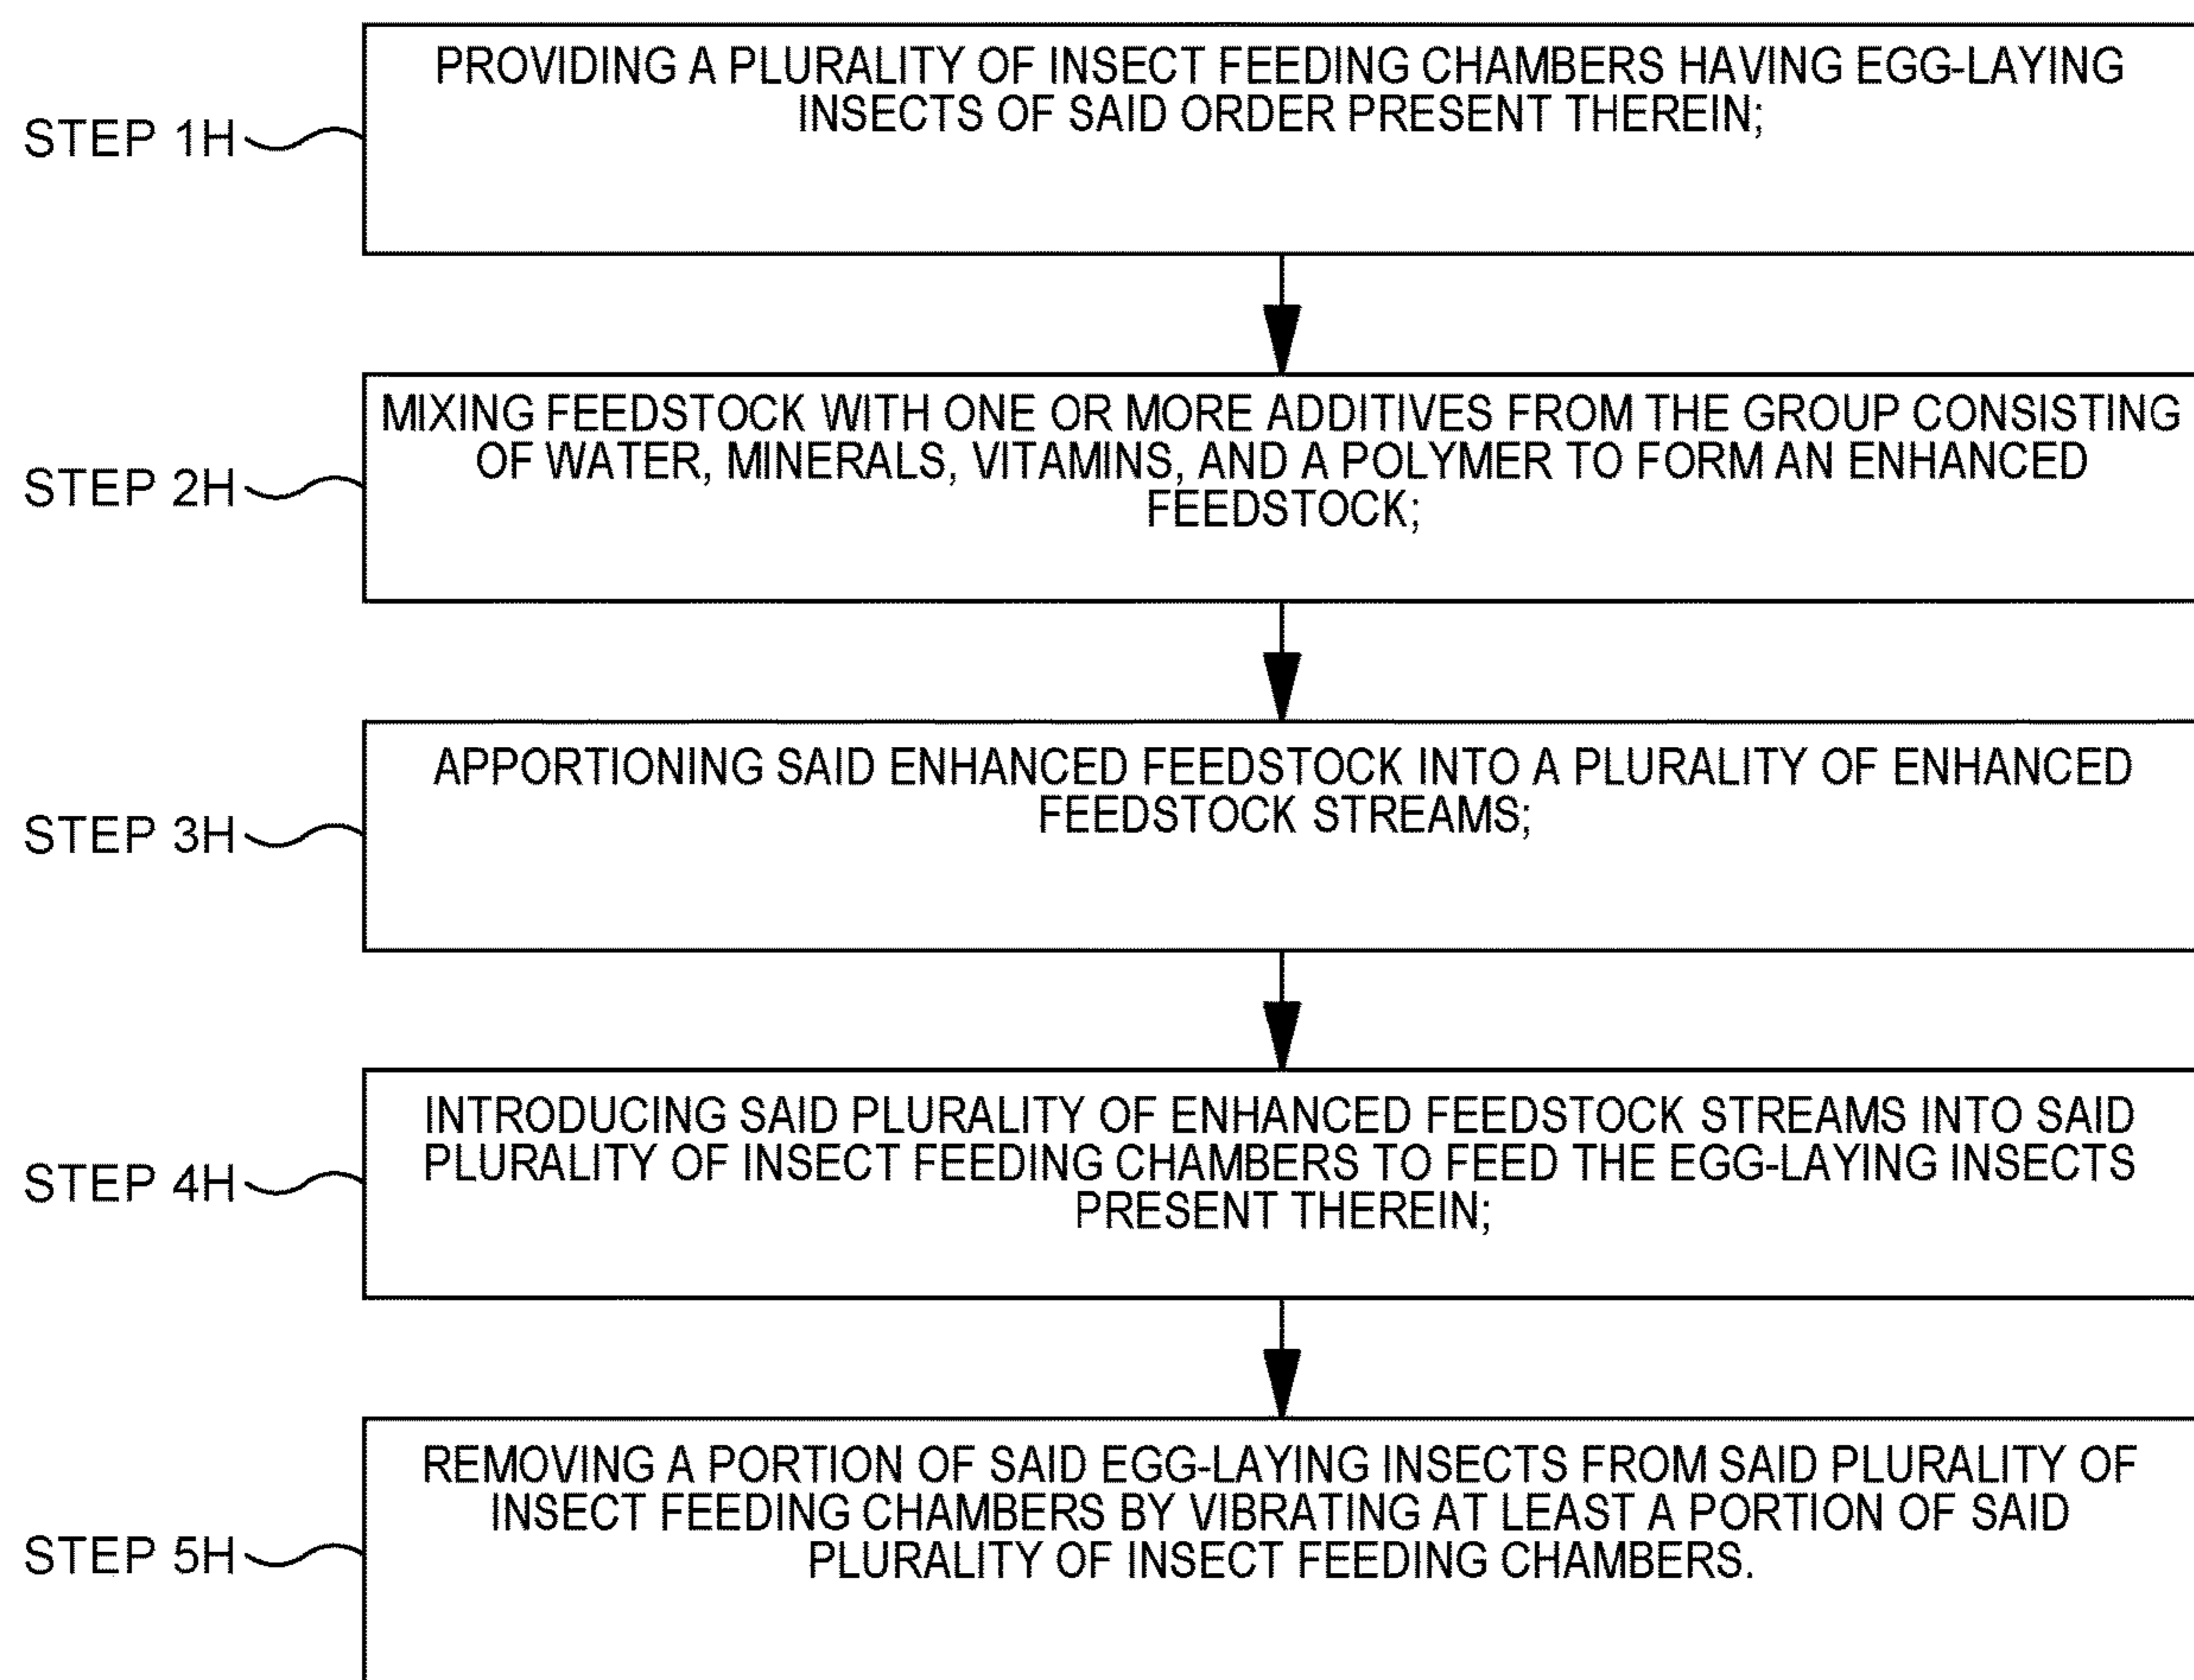 STEP 1H
PROVIDING A PLURALITY OF INSECT FEEDING CHAMBERS HAVING EGG-LAYING
INSECTS OF SAID ORDER PRESENT THEREIN;
STEP 2H
MIXING FEEDSTOCK WITH ONE OR MORE ADDITIVES FROM THE GROUP CONSISTING
OF WATER, MINERALS, VITAMINS, AND A POLYMER TO FORM AN ENHANCED
FEEDSTOCK;
STEP 3H
APPORTIONING SAID ENHANCED FEEDSTOCK INTO A PLURALITY OF ENHANCED
FEEDSTOCK STREAMS;
STEP 4H
INTRODUCING SAID PLURALITY OF ENHANCED FEEDSTOCK STREAMS INTO SAID
PLURALITY OF INSECT FEEDING CHAMBERS TO FEED THE EGG-LAYING INSECTS
PRESENT THEREIN;
STEP 5H
REMOVING A PORTION OF SAID EGG-LAYING INSECTS FROM SAID PLURALITY OF
INSECT FEEDING CHAMBERS BY VIBRATING AT LEAST A PORTION OF SAID
PLURALITY OF INSECT FEEDING CHAMBERS.